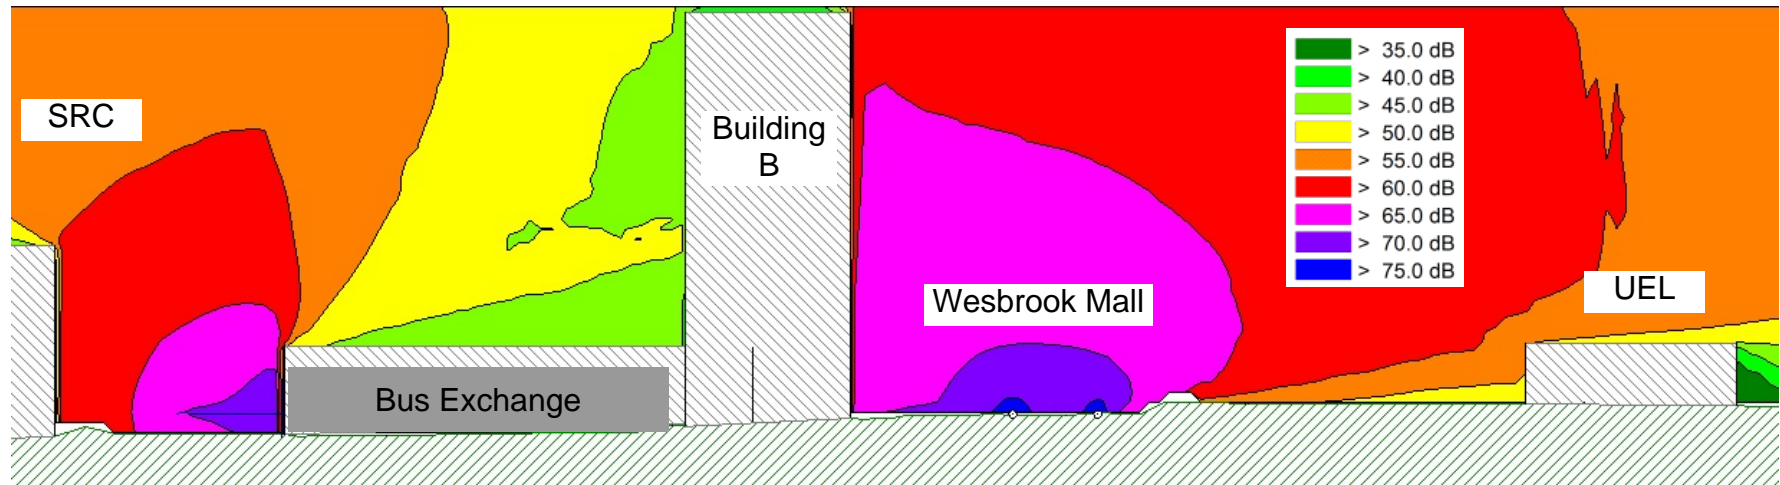 SRC
Building
B
Bus Exchange
Wesbrook Mall
> 35.0 dB
> 40.0 dB
> 45.0 dB
> 50.0 dB
> 55.0 dB
> 60.0 dB
> 65.0 dB
> 70.0 dB
> 75.0 dB
UEL